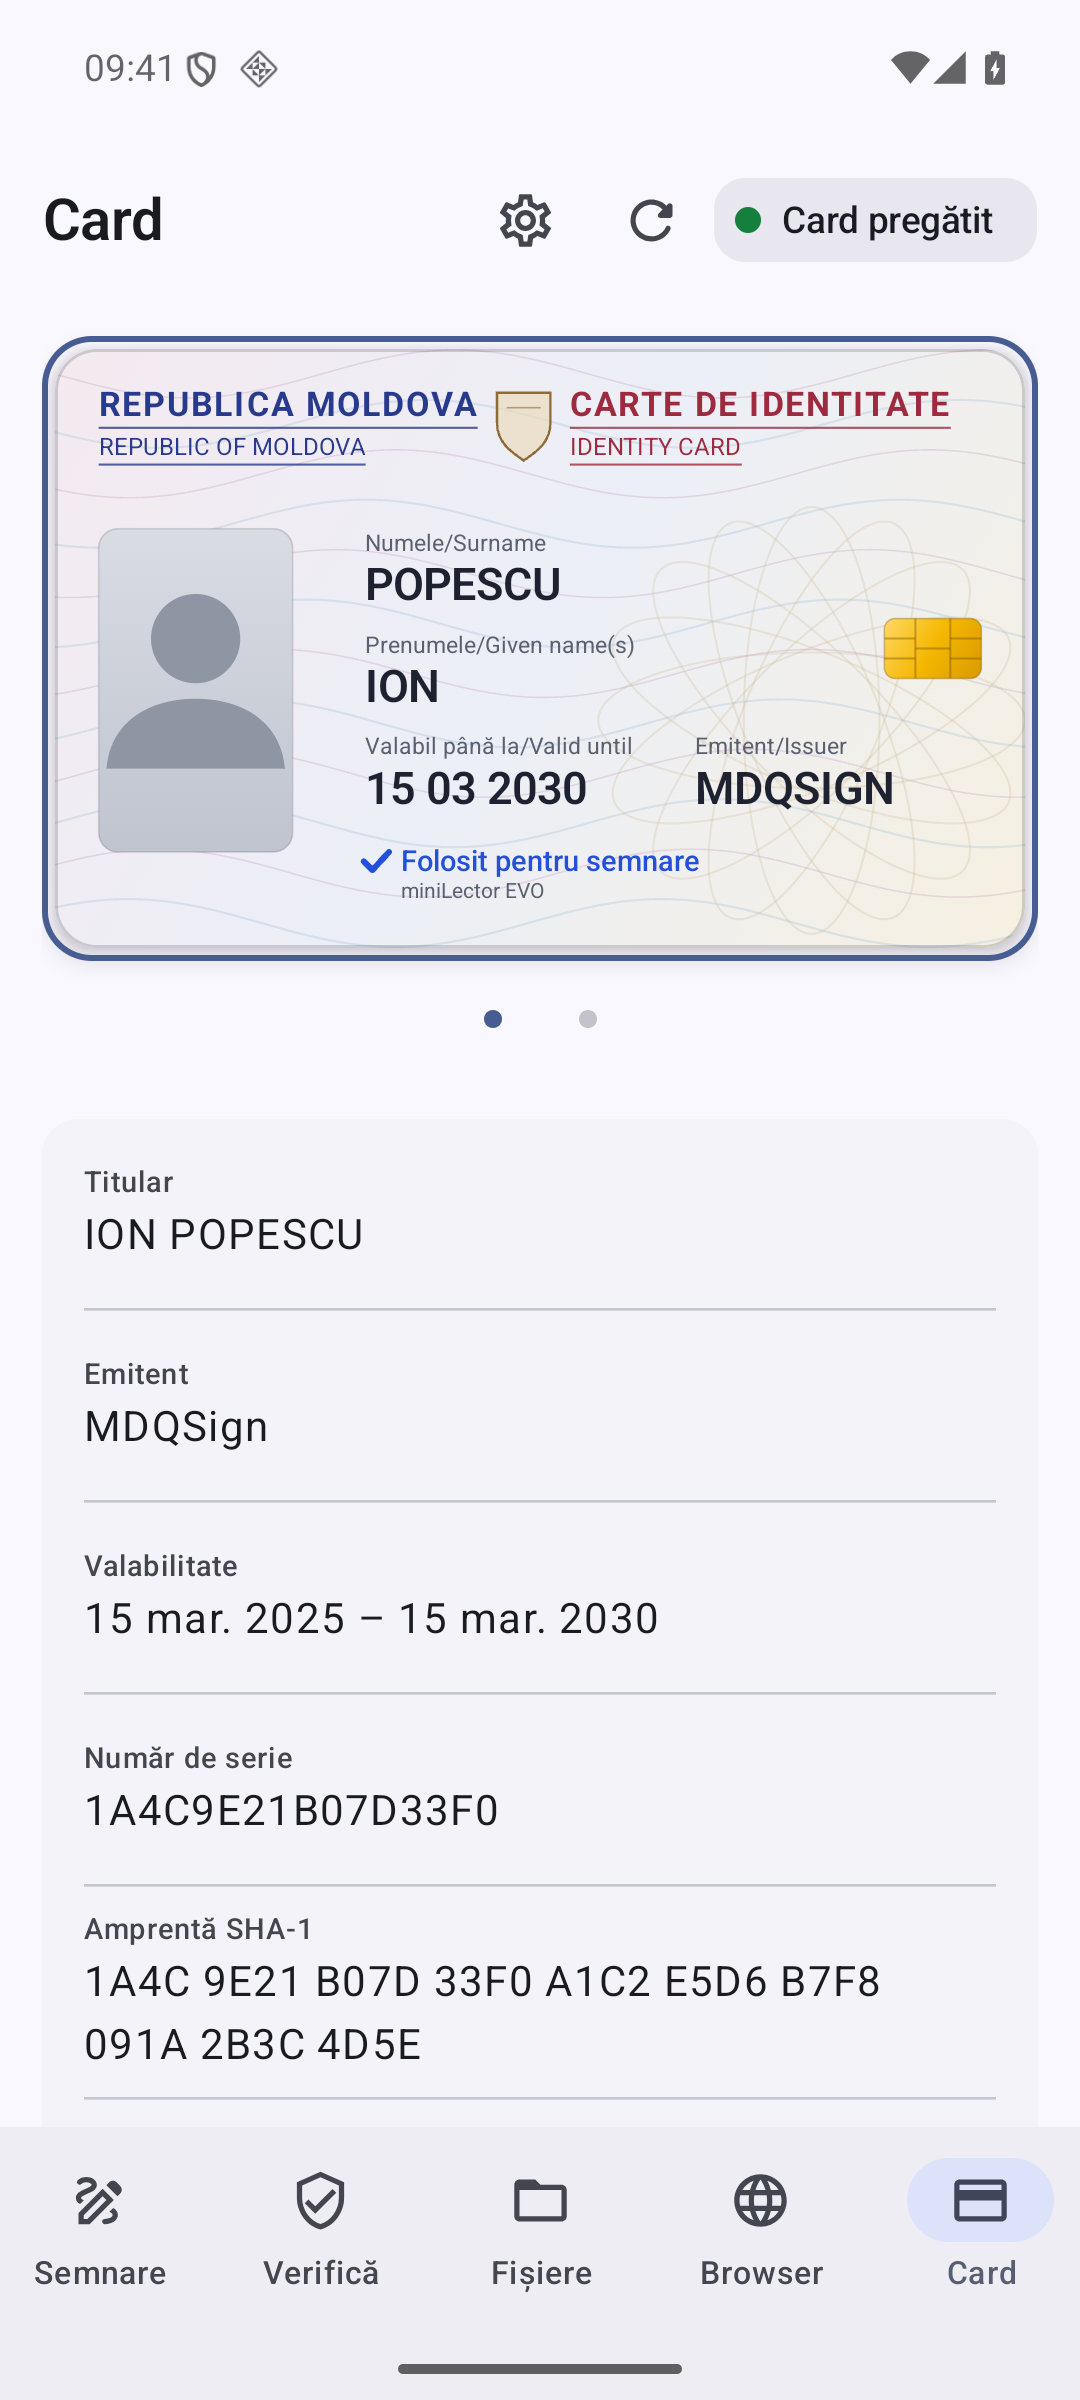 09:41
Card
Card pregătit
REPUBLICA MOLDOVA
REPUBLIC OF MOLDOVA
CARTE DE IDENTITATE
IDENTITY CARD
Numele/Surname
POPESCU
Prenumele/Given name(s)
ION
Valabil până la/Valid until
15 03 2030
Emitent/Issuer
MDQSIGN
Folosit pentru semnare
miniLector EVO
Titular
ION POPESCU
Emitent
MDQSign
Valabilitate
15 mar. 2025 – 15 mar. 2030
Număr de serie
1A4C9E21B07D33F0
Amprentă SHA-1
1A4C 9E21 B07D 33F0 A1C2 E5D6 B7F8
091A 2B3C 4D5E
Semnare
Verifică
Fișiere
Browser
Card